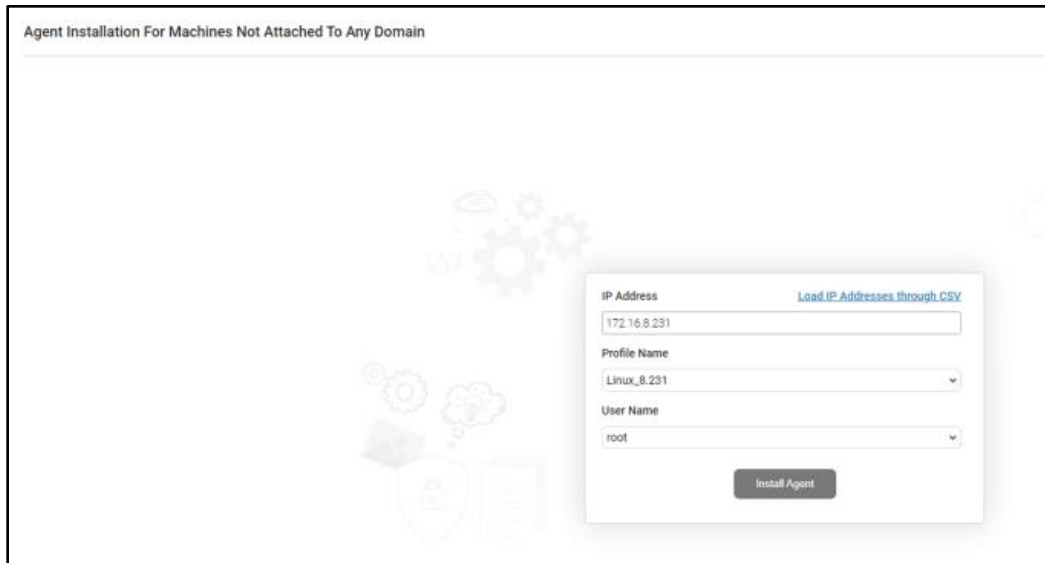 Agent Installation For Machines Not Attached To Any Domain
IP Address
Load IP Addresses through CSV
172.16.8.231
Profile Name
Linux_8.231
User Name
root
Install Agent